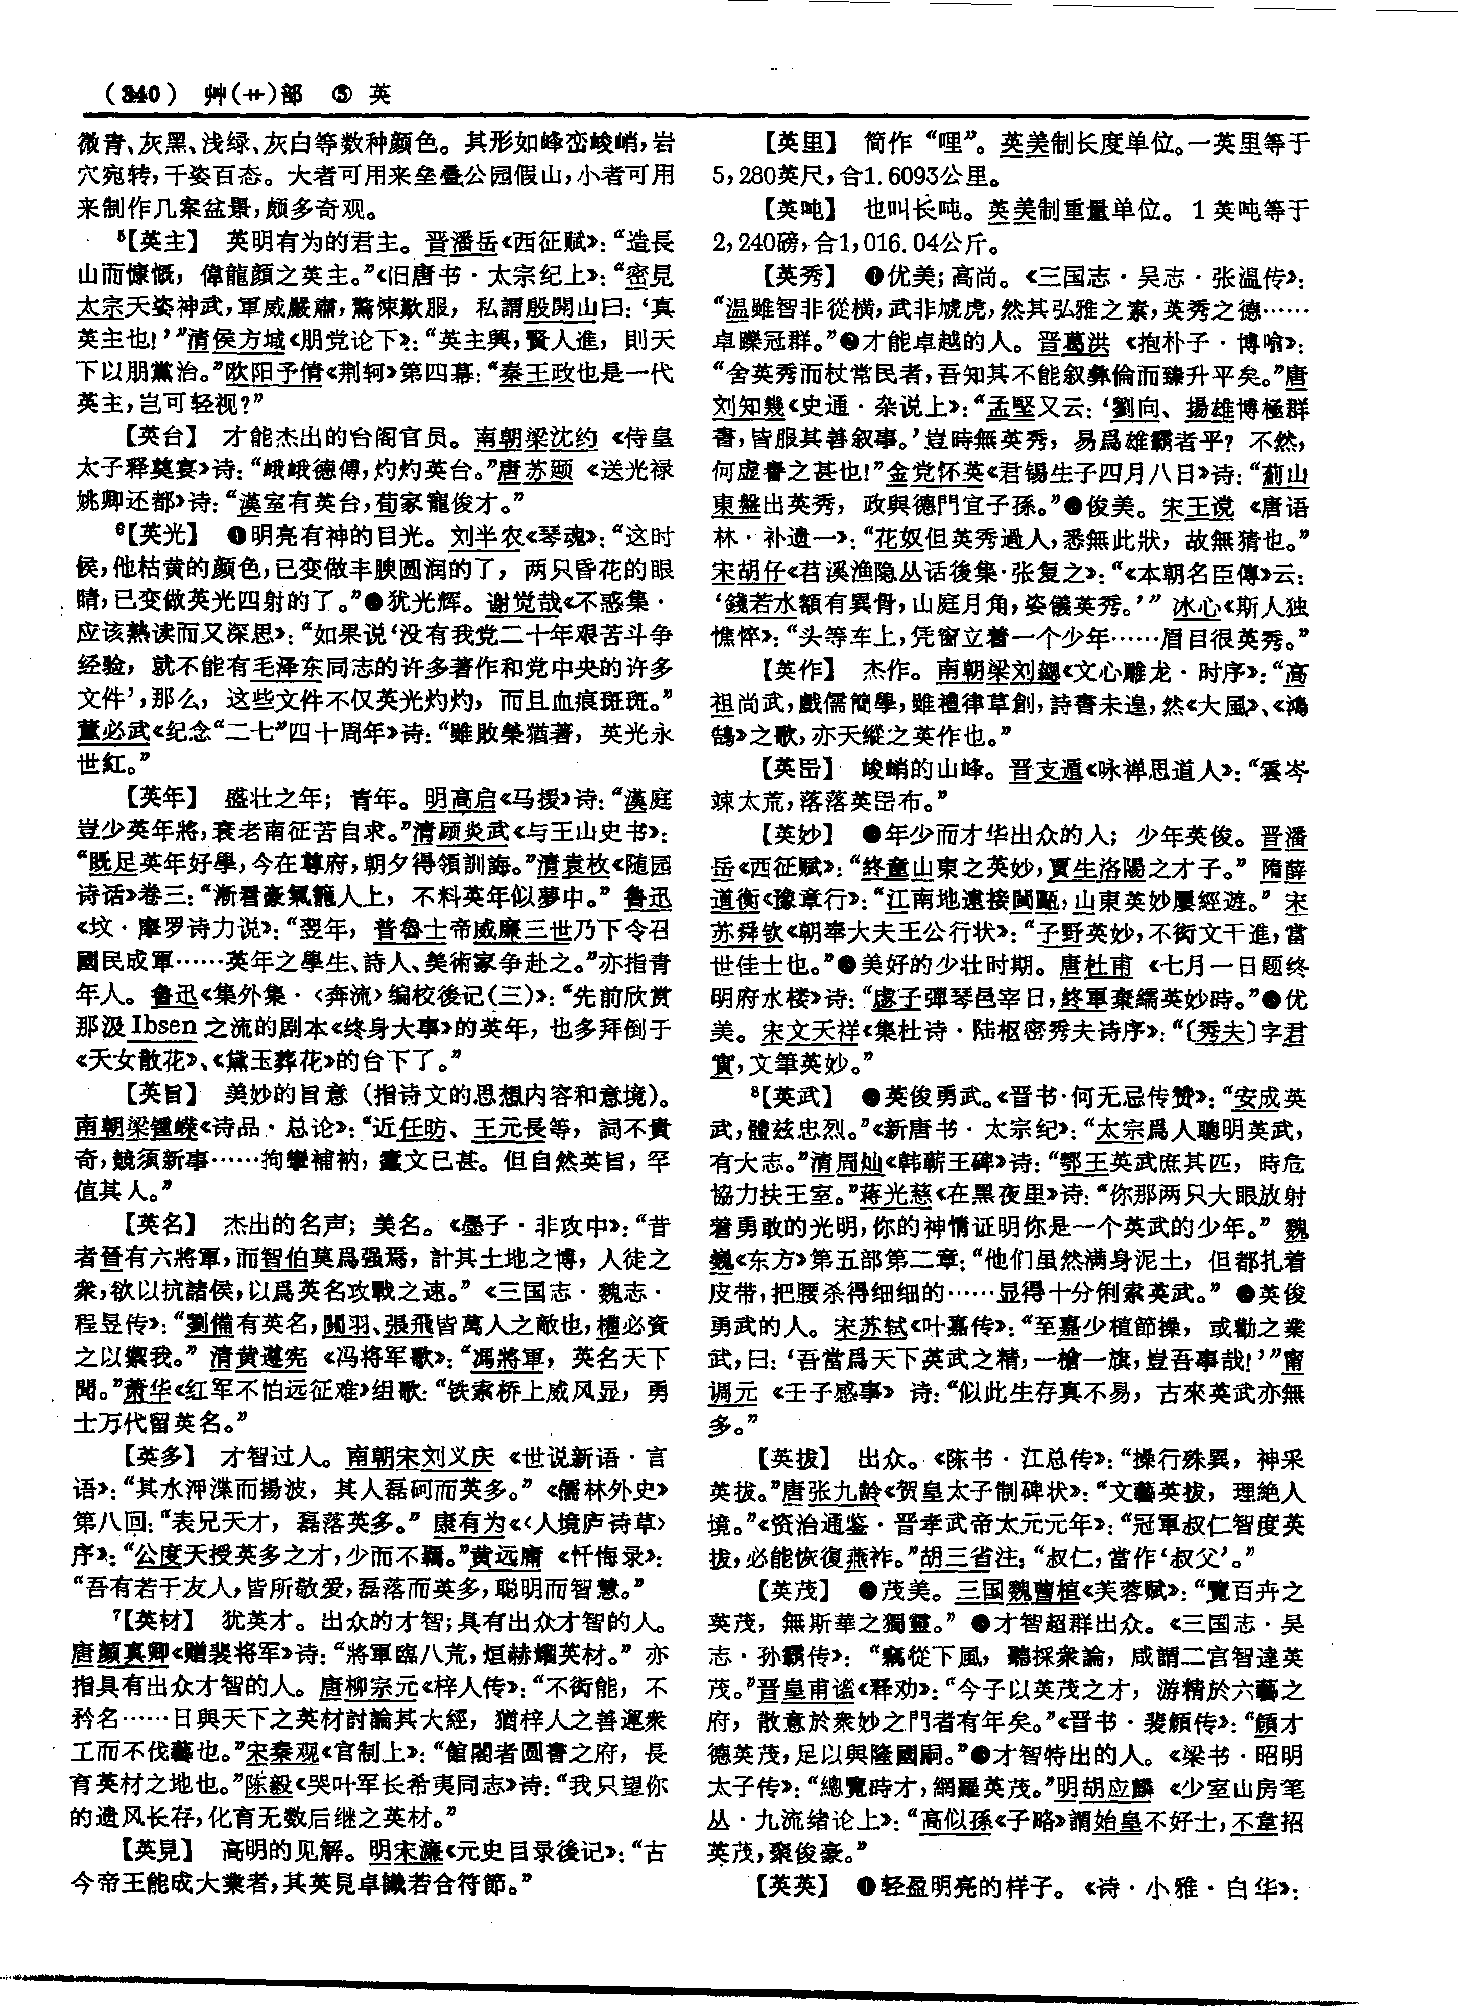 (340) 艸(艹)部 ⑤ 英
微青、灰黑、浅绿、灰白等数种颜色。其形如峰峦峻峭，岩
穴宛转，千姿百态。大者可用来垒叠公园假山，小者可用
来制作几案盆景，颇多奇观。
⁵【英主】 英明有为的君主。晋潘岳《西征赋》：“造長
山而慷慨，偉龍顏之英主。”《旧唐书·太宗纪上》：“密見
太宗天姿神武，軍威嚴肅，驚悚歎服，私謂殷開山曰：‘真
英主也！’”清侯方域《朋党论下》：“英主興，賢人進，則天
下以朋黨治。”欧阳予倩《荆轲》第四幕：“秦王政也是一代
英主，岂可轻视？”
【英台】 才能杰出的台阁官员。南朝梁沈约《侍皇
太子释奠宴》诗：“峨峨德傅，灼灼英台。”唐苏颋《送光禄
姚卿还都》诗：“漢室有英台，荀家寵俊才。”
⁶【英光】 ❶明亮有神的目光。刘半农《琴魂》：“这时
候，他枯黄的颜色，已变做丰腴圆润的了，两只昏花的眼
睛，已变做英光四射的了。”❷犹光辉。谢觉哉《不惑集·
应该熟读而又深思》：“如果说‘没有我党二十年艰苦斗争
经验，就不能有毛泽东同志的许多著作和党中央的许多
文件’，那么，这些文件不仅英光灼灼，而且血痕斑斑。”
董必武《纪念“二七”四十周年》诗：“雖敗榮猶著，英光永
世紅。”
【英年】 盛壮之年；青年。明高启《马援》诗：“漢庭
豈少英年將，衰老南征苦自求。”清顾炎武《与王山史书》：
“既足英年好學，今在尊府，朝夕得領訓誨。”清袁枚《随园
诗话》卷三：“漸看豪氣籠人上，不料英年似夢中。”鲁迅
《坟·摩罗诗力说》：“翌年，普魯士帝威廉三世乃下令召
國民成軍……英年之學生、詩人、美術家争赴之。”亦指青
年人。鲁迅《集外集·〈奔流〉编校後记(三)》：“先前欣赏
那汲Ibsen之流的剧本《终身大事》的英年，也多拜倒于
《天女散花》、《黛玉葬花》的台下了。”
【英旨】 美妙的旨意（指诗文的思想内容和意境）。
南朝梁锺嵘《诗品·总论》：“近任昉、王元長等，詞不貴
奇，競須新事……拘攣補衲，蠹文已甚。但自然英旨，罕
值其人。”
【英名】 杰出的名声；美名。《墨子·非攻中》：“昔
者晉有六將軍，而智伯莫爲强焉，計其土地之博，人徒之
衆，欲以抗諸侯，以爲英名攻戰之速。”《三国志·魏志·
程昱传》：“劉備有英名，關羽、張飛皆萬人之敵也，權必資
之以禦我。”清黄遵宪《冯将军歌》：“馮將軍，英名天下
聞。”萧华《红军不怕远征难》组歌：“铁索桥上威风显，勇
士万代留英名。”
【英多】 才智过人。南朝宋刘义庆《世说新语·言
语》：“其水㳌渫而揚波，其人磊砢而英多。”《儒林外史》
第八回：“表兄天才，磊落英多。”康有为《〈人境庐诗草〉
序》：“公度天授英多之才，少而不羈。”黄远庸《忏悔录》：
“吾有若于友人，皆所敬爱，磊落而英多，聪明而智慧。”
⁷【英材】 犹英才。出众的才智；具有出众才智的人。
唐颜真卿《赠裴将军》诗：“將軍臨八荒，烜赫耀英材。”亦
指具有出众才智的人。唐柳宗元《梓人传》：“不衒能，不
矜名……日與天下之英材討論其大經，猶梓人之善運衆
工而不伐藝也。”宋秦观《官制上》：“館閣者圖書之府，長
育英材之地也。”陈毅《哭叶军长希夷同志》诗：“我只望你
的遗风长存，化育无数后继之英材。”
【英見】 高明的见解。明宋濂《元史目录後记》：“古
今帝王能成大業者，其英見卓識若合符節。”
【英里】 简作“哩”。英美制长度单位。一英里等于
5,280英尺，合1.6093公里。
【英吨】 也叫长吨。英美制重量单位。1英吨等于
2,240磅，合1,016.04公斤。
【英秀】 ❶优美；高尚。《三国志·吴志·张温传》：
“温雖智非從横，武非虓虎，然其弘雅之素，英秀之德……
卓躒冠群。”❷才能卓越的人。晋葛洪《抱朴子·博喻》：
“舍英秀而杖常民者，吾知其不能叙彝倫而臻升平矣。”唐
刘知幾《史通·杂说上》：“孟堅又云：‘劉向、揚雄博極群
書，皆服其善叙事。’豈時無英秀，易爲雄霸者乎？不然，
何虚譽之甚也！”金党怀英《君锡生子四月八日》诗：“薊山
東盤出英秀，政與德門宜子孫。”❸俊美。宋王谠《唐语
林·补遗一》：“花奴但英秀過人，悉無此狀，故無猜也。”
宋胡仔《苕溪渔隐丛话後集·张复之》：“《本朝名臣傳》云：
‘錢若水額有異骨，山庭月角，姿儀英秀。’”冰心《斯人独
憔悴》：“头等车上，凭窗立着一个少年……眉目很英秀。”
【英作】 杰作。南朝梁刘勰《文心雕龙·时序》：“高
祖尚武，戲儒簡學，雖禮律草創，詩書未遑，然《大風》、《鴻
鵠》之歌，亦天縱之英作也。”
【英岊】 峻峭的山峰。晋支遁《咏禅思道人》：“雲岑
竦太荒，落落英岊布。”
【英妙】 ❶年少而才华出众的人；少年英俊。晋潘
岳《西征赋》：“終童山東之英妙，賈生洛陽之才子。”隋薛
道衡《豫章行》：“江南地遠接閩甌，山東英妙屢經遊。”宋
苏舜钦《朝奉大夫王公行状》：“子野英妙，不衒文干進，當
世佳士也。”❷美好的少壮时期。唐杜甫《七月一日题终
明府水楼》诗：“虙子彈琴邑宰日，終軍棄繻英妙時。”❸优
美。宋文天祥《集杜诗·陆枢密秀夫诗序》：“〔秀夫〕字君
實，文筆英妙。”
⁸【英武】 ❶英俊勇武。《晋书·何无忌传赞》：“安成英
武，體兹忠烈。”《新唐书·太宗纪》：“太宗爲人聰明英武，
有大志。”清周灿《韩蕲王碑》诗：“鄂王英武庶其匹，時危
協力扶王室。”蒋光慈《在黑夜里》诗：“你那两只大眼放射
着勇敢的光明，你的神情证明你是一个英武的少年。”魏
巍《东方》第五部第二章：“他们虽然满身泥土，但都扎着
皮带，把腰杀得细细的……显得十分俐索英武。”❷英俊
勇武的人。宋苏轼《叶嘉传》：“至嘉少植節操，或勸之業
武，曰：‘吾當爲天下英武之精，一槍一旗，豈吾事哉！’”甯
调元《壬子感事》诗：“似此生存真不易，古來英武亦無
多。”
【英拔】 出众。《陈书·江总传》：“操行殊異，神采
英拔。”唐张九龄《贺皇太子制碑状》：“文藝英拔，理絶人
境。”《资治通鉴·晋孝武帝太元元年》：“冠軍叔仁智度英
拔，必能恢復燕祚。”胡三省注：“叔仁，當作‘叔父’。”
【英茂】 ❶茂美。三国魏曹植《芙蓉赋》：“覽百卉之
英茂，無斯華之獨靈。”❷才智超群出众。《三国志·吴
志·孙霸传》：“竊從下風，聽採衆論，咸謂二宫智達英
茂。”晋皇甫谧《释劝》：“今子以英茂之才，游精於六藝之
府，散意於衆妙之門者有年矣。”《晋书·裴頠传》：“頠才
德英茂，足以與隆國嗣。”❸才智特出的人。《梁书·昭明
太子传》：“總覽時才，網羅英茂。”明胡应麟《少室山房笔
丛·九流绪论上》：“高似孫《子略》謂始皇不好士，不韋招
英茂，聚俊豪。”
【英英】 ❶轻盈明亮的样子。《诗·小雅·白华》：